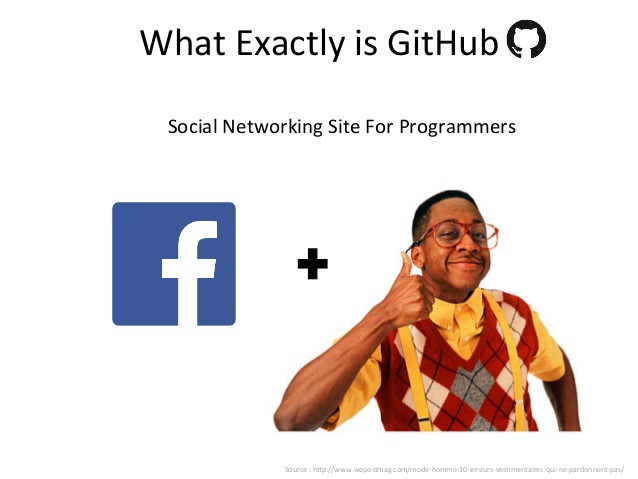 What Exactly is GitHub
Social Networking Site For Programmers
Source : http://www.wepostmag.com/mode-homme-10-erreurs-vestimentaires-qui-ne-pardonnent-pas/